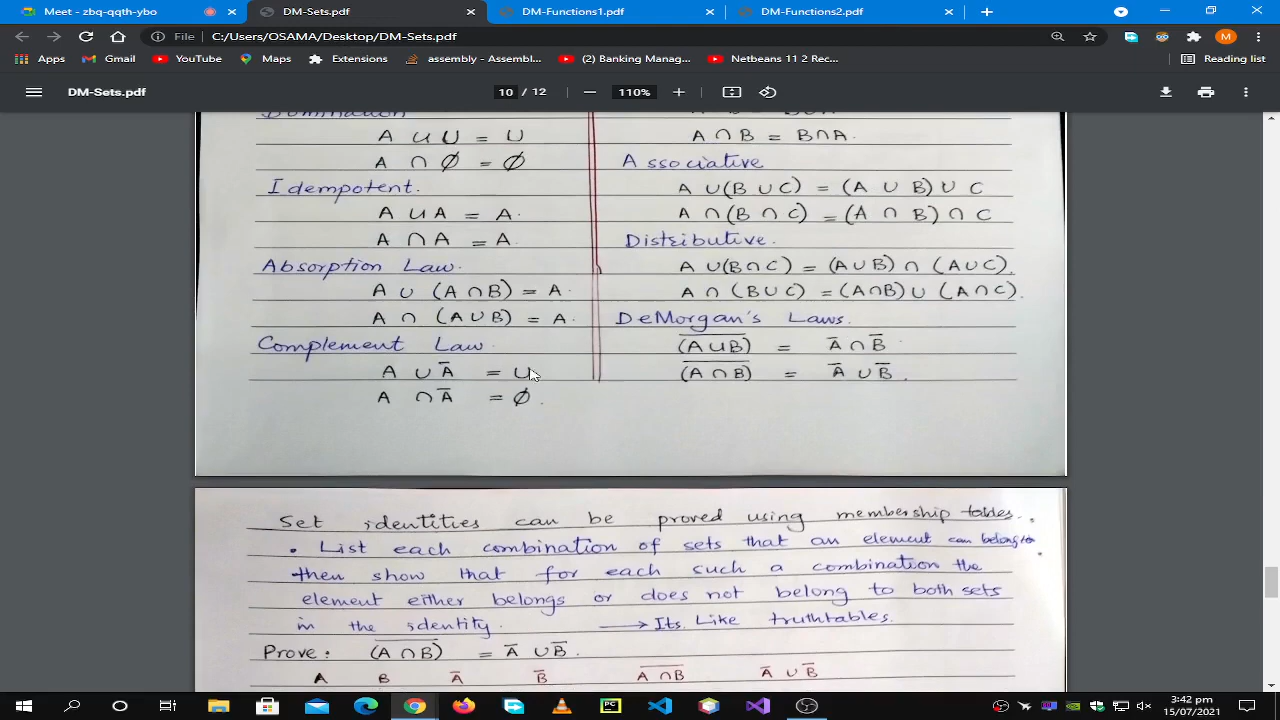 Meet - zbq-qqth-ybo
DM-Sets.pdf
DM-Functions1.pdf
DM-Functions2.pdf
File
C:/Users/OSAMA/Desktop/DM-Sets.pdf
M
Apps
Gmail
YouTube
Maps
Extensions
assembly - Assembl...
(2) Banking Manag...
Netbeans 11 2 Rec...
Reading list
DM-Sets.pdf
10 / 12
110%
A ∪ U = U
A ∩ Ø = Ø
Idempotent.
A ∪ A = A.
A ∩ A = A.
Absorption Law.
A ∪ (A ∩ B) = A.
A ∩ (A ∪ B) = A.
Complement Law.
A ∪ A̅ = U
A ∩ A̅ = Ø.
A ∩ B = B ∩ A.
Associative
A ∪ (B ∪ C) = (A ∪ B) ∪ C
A ∩ (B ∩ C) = (A ∩ B) ∩ C
Distributive.
A ∪ (B ∩ C) = (A ∪ B) ∩ (A ∪ C).
A ∩ (B ∪ C) = (A ∩ B) ∪ (A ∩ C).
DeMorgan's Laws.
(A̅ ̅∪̅ ̅B̅) = A̅ ∩ B̅.
(A̅ ̅∩̅ ̅B̅) = A̅ ∪ B̅.
Set identities can be proved using membership tables.
• List each combination of sets that an element can belong to.
then show that for each such a combination the
element either belongs or does not belong to both sets
in the identity. → Its Like truthtables.
Prove: (A̅ ̅∩̅ ̅B̅) = A̅ ∪ B̅.
A B A̅ B̅ A̅ ̅∩̅ ̅B̅ A̅ ∪ B̅
3:42 pm
15/07/2021